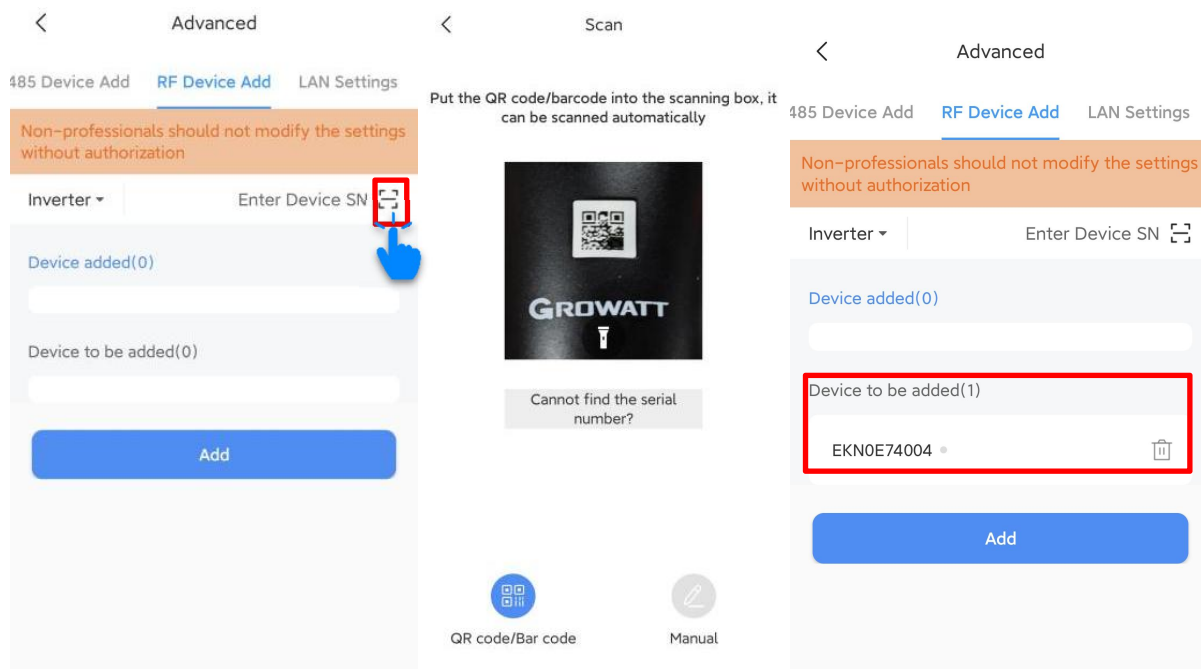 Advanced
485 Device Add RF Device Add LAN Settings
Non-professionals should not modify the settings
without authorization
Inverter Enter Device SN
Device added(0)
Device to be added(0)
Add
Scan
Put the QR code/barcode into the scanning box, it
can be scanned automatically
GROWATT
Cannot find the serial
number?
QR code/Bar code Manual
Advanced
485 Device Add RF Device Add LAN Settings
Non-professionals should not modify the settings
without authorization
Inverter Enter Device SN
Device added(0)
Device to be added(1)
EKN0E74004
Add